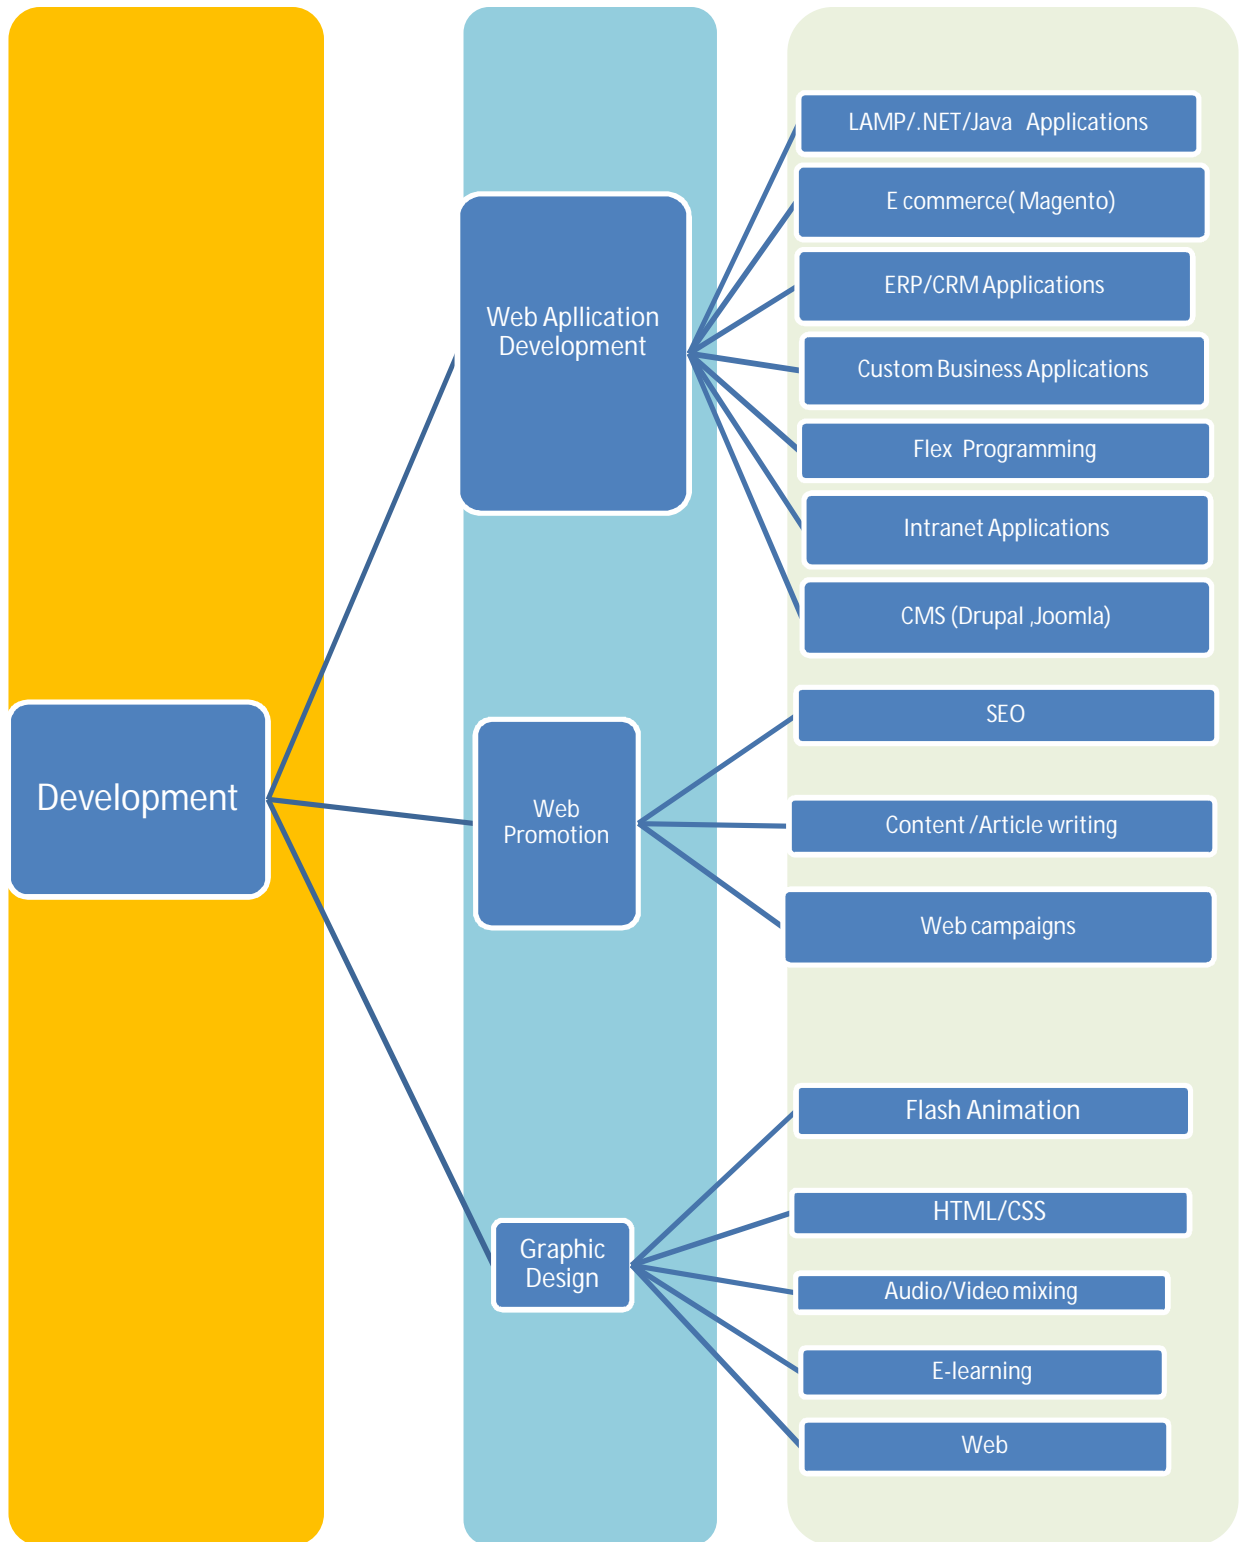 Development
Web Apllication
Development
LAMP/.NET/Java Applications
E commerce( Magento)
ERP/CRM Applications
Custom Business Applications
Flex Programming
Intranet Applications
CMS (Drupal ,Joomla)
Web
Promotion
SEO
Content /Article writing
Web campaigns
Graphic
Design
Flash Animation
HTML/CSS
Audio/Video mixing
E-learning
Web